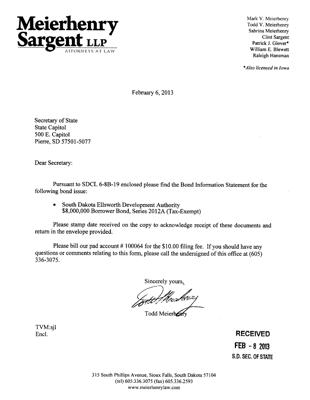 Meierhenry
Sargent LLP
ATTORNEYS AT LAW
Mark V. Meierhenry
Todd V. Meierhenry
Sabrina Meierhenry
Clint Sargent
Patrick J. Glover*
William E. Blewett
Raleigh Hansman
*Also licensed in Iowa
February 6, 2013
Secretary of State
State Capitol
500 E. Capitol
Pierre, SD 57501-5077
Dear Secretary:
Pursuant to SDCL 6-8B-19 enclosed please find the Bond Information Statement for the
following bond issue:
• South Dakota Ellsworth Development Authority
$8,000,000 Borrower Bond, Series 2012A (Tax-Exempt)
Please stamp date received on the copy to acknowledge receipt of these documents and
return in the envelope provided.
Please bill our pad account # 100064 for the $10.00 filing fee. If you should have any
questions or comments relating to this form, please call the undersigned of this office at (605)
336-3075.
Sincerely yours,
Todd Meierhenry
TVM:sjl
Encl.
RECEIVED
FEB - 8 2013
S.D. SEC. OF STATE
315 South Phillips Avenue, Sioux Falls, South Dakota 57104
(tel) 605.336.3075 (fax) 605.336.2593
www.meierhenrylaw.com